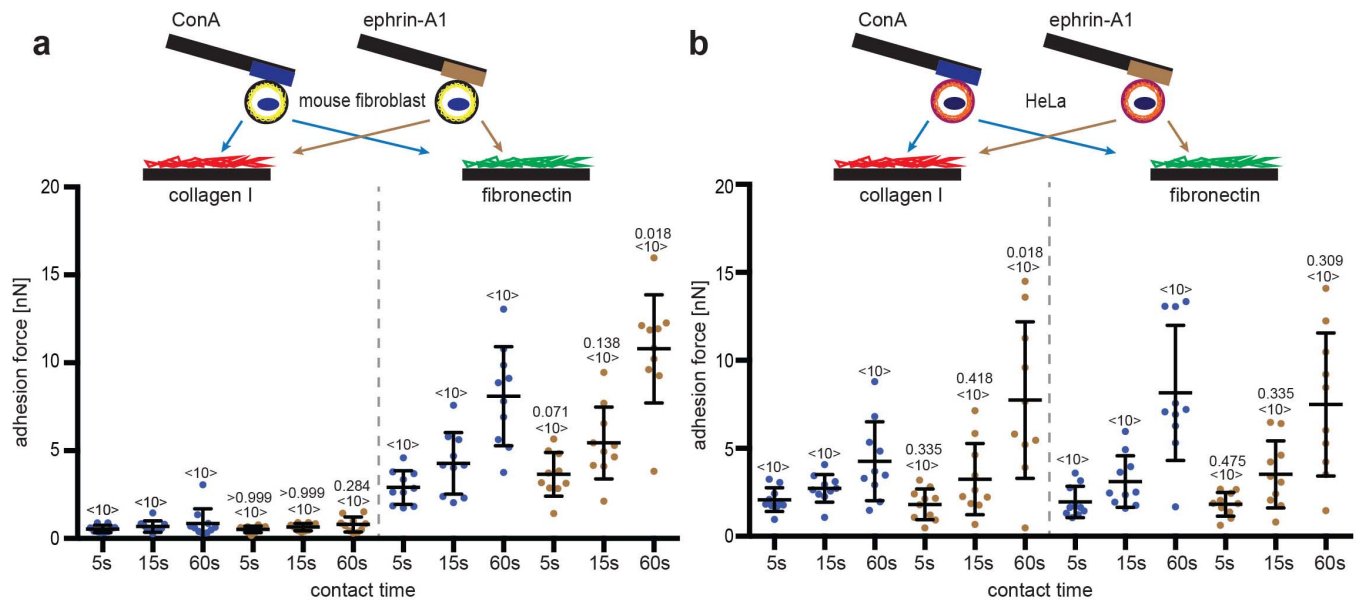 a
ConA
ephrin-A1
mouse fibroblast
collagen I
fibronectin
adhesion force [nN]
20
15
10
5
0
<10>
<10>
<10>
>0.999
<10>
>0.999
<10>
0.284
<10>
<10>
<10>
<10>
0.071
<10>
0.138
<10>
0.018
<10>
5s
15s
60s
5s
15s
60s
5s
15s
60s
5s
15s
60s
contact time
b
ConA
ephrin-A1
HeLa
collagen I
fibronectin
adhesion force [nN]
20
15
10
5
0
<10>
<10>
<10>
0.335
<10>
0.418
<10>
0.018
<10>
<10>
<10>
<10>
0.475
<10>
0.335
<10>
0.309
<10>
5s
15s
60s
5s
15s
60s
5s
15s
60s
5s
15s
60s
contact time